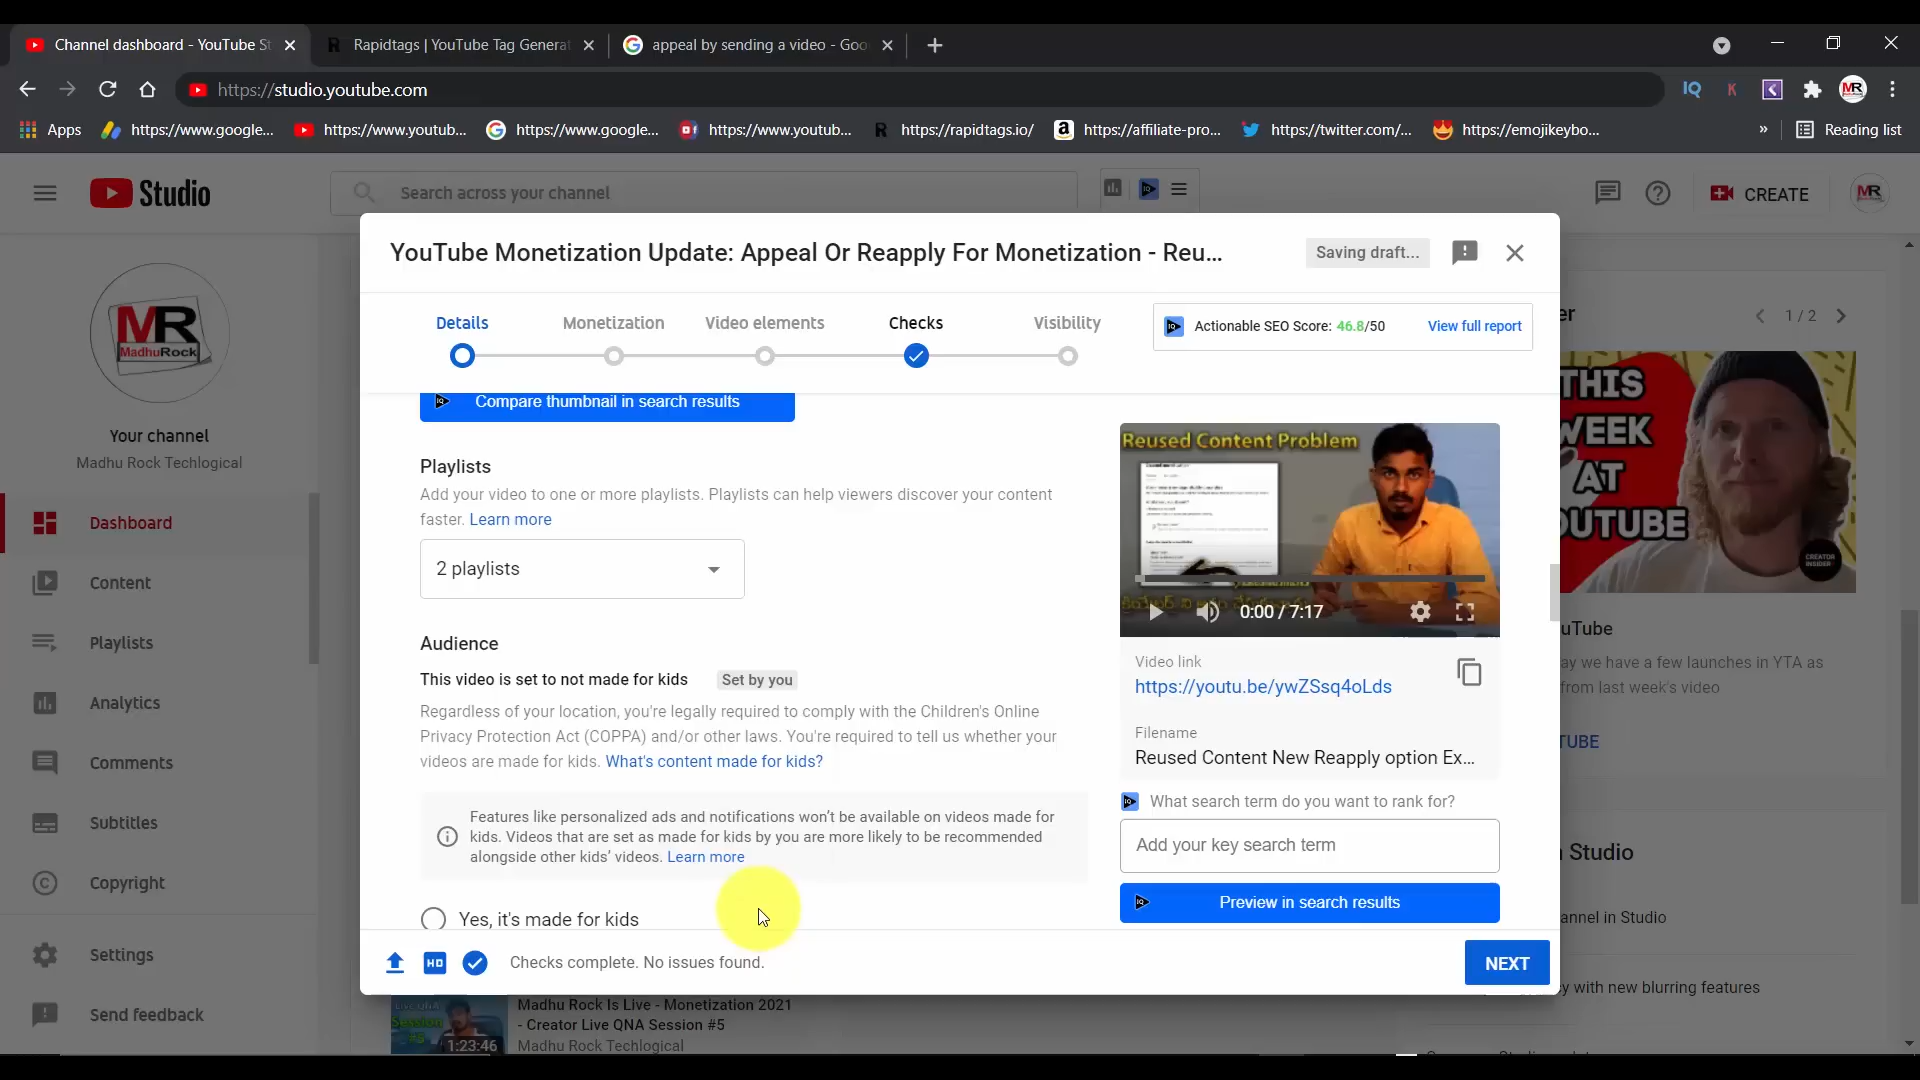 Channel dashboard - YouTube St
Rapidtags | YouTube Tag Generat
appeal by sending a video - Goo
https://studio.youtube.com
IQ
K
MR
Apps
https://www.google...
https://www.youtub...
https://www.google...
https://www.youtub...
https://rapidtags.io/
https://affiliate-pro...
https://twitter.com/...
https://emojikeybo...
»
Reading list
Studio
Search across your channel
CREATE
MR
YouTube Monetization Update: Appeal Or Reapply For Monetization - Reu...
Saving draft...
Details
Monetization
Video elements
Checks
Visibility
Actionable SEO Score: 46.8/50
View full report
er
1 / 2
MR
MadhuRock
Your channel
Madhu Rock Techlogical
Dashboard
Content
Playlists
Analytics
Comments
Subtitles
Copyright
Settings
Send feedback
Compare thumbnail in search results
Playlists
Add your video to one or more playlists. Playlists can help viewers discover your content
faster. Learn more
2 playlists
Audience
This video is set to not made for kids
Set by you
Regardless of your location, you're legally required to comply with the Children's Online
Privacy Protection Act (COPPA) and/or other laws. You're required to tell us whether your
videos are made for kids. What's content made for kids?
Features like personalized ads and notifications won't be available on videos made for
kids. Videos that are set as made for kids by you are more likely to be recommended
alongside other kids' videos. Learn more
Yes, it's made for kids
HD
Checks complete. No issues found.
NEXT
Reused Content Problem
0:00 / 7:17
Video link
https://youtu.be/ywZSsq4oLds
Filename
Reused Content New Reapply option Ex...
What search term do you want to rank for?
Add your key search term
Preview in search results
THIS
WEEK
AT
OUTUBE
CREATOR
INSIDER
uTube
ay we have a few launches in YTA as
from last week's video
TUBE
n Studio
annel in Studio
cy with new blurring features
Live QnA
Session
#5
1:23:46
Madhu Rock Is Live - Monetization 2021
- Creator Live QNA Session #5
Madhu Rock Techlogical